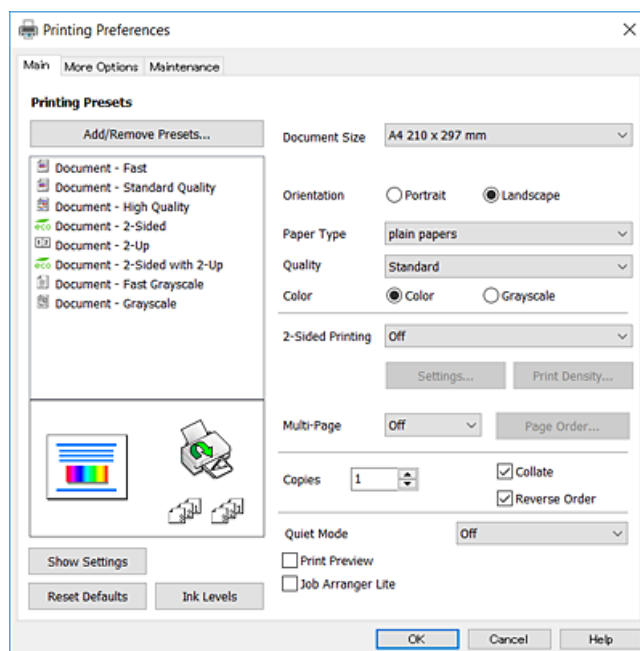 Printing Preferences
Main More Options Maintenance
Printing Presets
Add/Remove Presets...
Document - Fast
Document - Standard Quality
Document - High Quality
eco Document - 2-Sided
Document - 2-Up
eco Document - 2-Sided with 2-Up
Document - Fast Grayscale
Document - Grayscale
Show Settings
Reset Defaults Ink Levels
Document Size A4 210 x 297 mm
Orientation Portrait Landscape
Paper Type plain papers
Quality Standard
Color Color Grayscale
2-Sided Printing Off
Settings... Print Density...
Multi-Page Off Page Order...
Copies 1 Collate
Reverse Order
Quiet Mode Off
Print Preview
Job Arranger Lite
OK Cancel Help